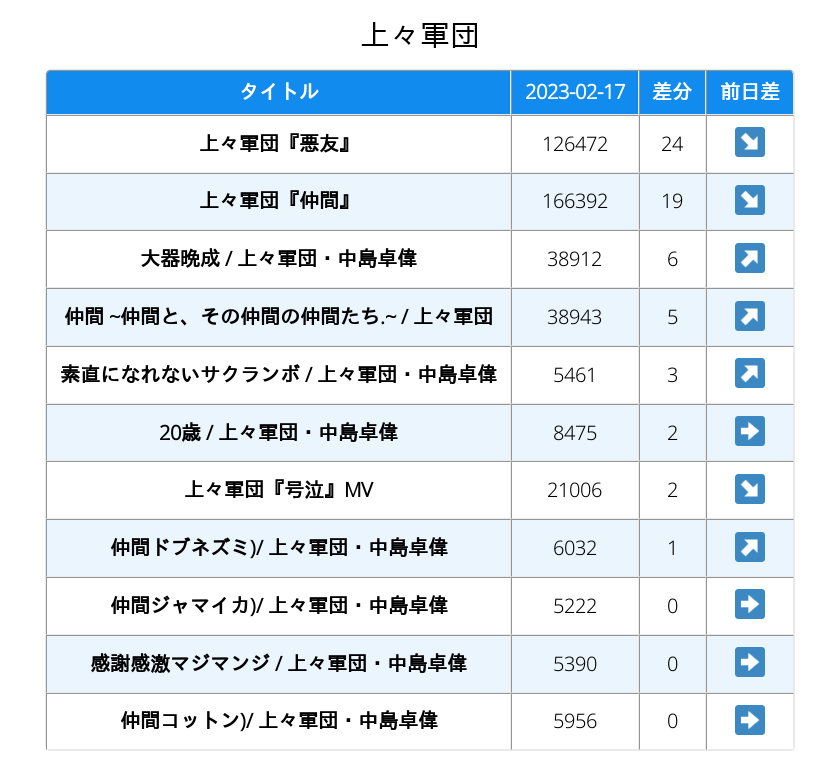 上々軍団
タイトル 2023-02-17 差分 前日差
上々軍団『悪友』 126472 24 ↘
上々軍団『仲間』 166392 19 ↘
大器晩成 / 上々軍団・中島卓偉 38912 6 ↗
仲間 ~仲間と、その仲間の仲間たち.~ / 上々軍団 38943 5 ↗
素直になれないサクランボ / 上々軍団・中島卓偉 5461 3 ↗
20歳 / 上々軍団・中島卓偉 8475 2 ➡
上々軍団『号泣』MV 21006 2 ↘
仲間ドブネズミ)/ 上々軍団・中島卓偉 6032 1 ↗
仲間ジャマイカ)/ 上々軍団・中島卓偉 5222 0 ➡
感謝感激マジマンジ / 上々軍団・中島卓偉 5390 0 ➡
仲間コットン)/ 上々軍団・中島卓偉 5956 0 ➡